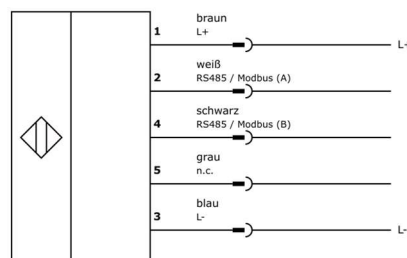 braun
1 L+
L+
weiß
2 RS485 / Modbus (A)
schwarz
4 RS485 / Modbus (B)
grau
5 n.c.
blau
3 L-
L-